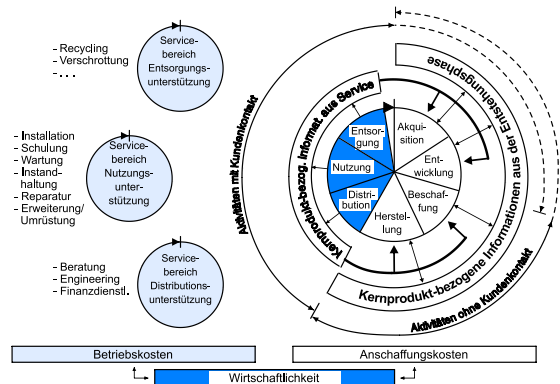 - Recycling
- Verschrottung
- . . .
Service-
bereich
Entsorgungs-
unterstützung
- Installation
- Schulung
- Wartung
- Instand-
haltung
- Reparatur
- Erweiterung/
Umrüstung
Service-
bereich
Nutzungs-
unter-
stützung
- Beratung
- Engineering
- Finanzdienstl.
Service-
bereich
Distributions-
unterstützung
Aktivitäten mit Kundenkontakt
Kernprodukt-bezog. Informat. aus Service
Entsor-
gung
Nutzung
Distri-
bution
Akqui-
sition
Ent-
wicklung
Beschaf-
fung
Herstel-
lung
Kernprodukt-bezogene Informationen aus der Entstehungsphase
Aktivitäten ohne Kundenkontakt
Betriebskosten
Anschaffungskosten
Wirtschaftlichkeit